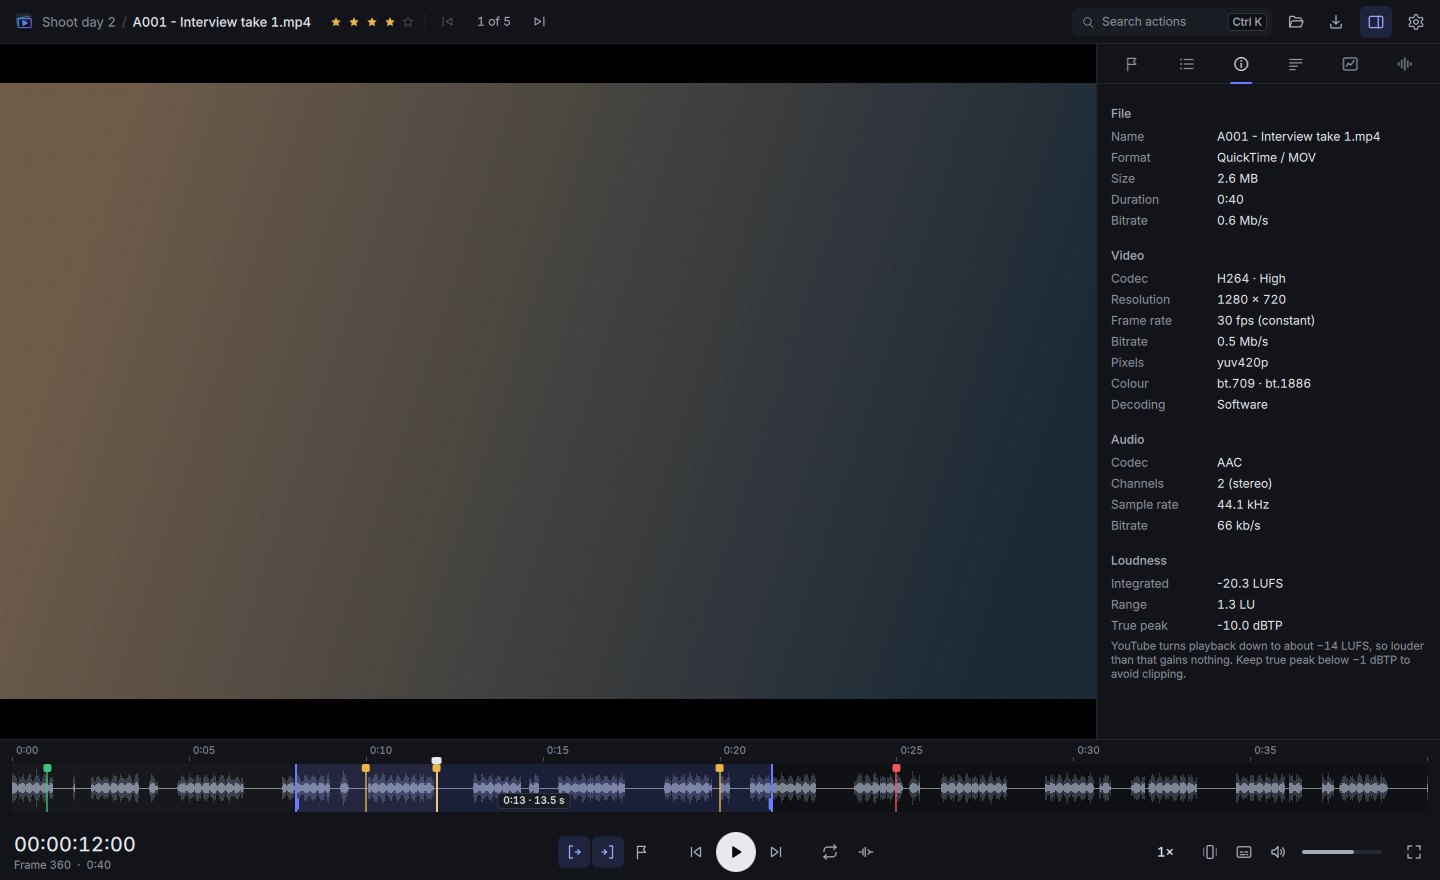 Shoot day 2 / A001 - Interview take 1.mp4
1 of 5
Search actions Ctrl K
File
Name A001 - Interview take 1.mp4
Format QuickTime / MOV
Size 2.6 MB
Duration 0:40
Bitrate 0.6 Mb/s
Video
Codec H264 · High
Resolution 1280 × 720
Frame rate 30 fps (constant)
Bitrate 0.5 Mb/s
Pixels yuv420p
Colour bt.709 · bt.1886
Decoding Software
Audio
Codec AAC
Channels 2 (stereo)
Sample rate 44.1 kHz
Bitrate 66 kb/s
Loudness
Integrated -20.3 LUFS
Range 1.3 LU
True peak -10.0 dBTP
YouTube turns playback down to about −14 LUFS, so louder
than that gains nothing. Keep true peak below −1 dBTP to
avoid clipping.
0:00 0:05 0:10 0:15 0:20 0:25 0:30 0:35
0:13 · 13.5 s
00:00:12:00
Frame 360 · 0:40
1×